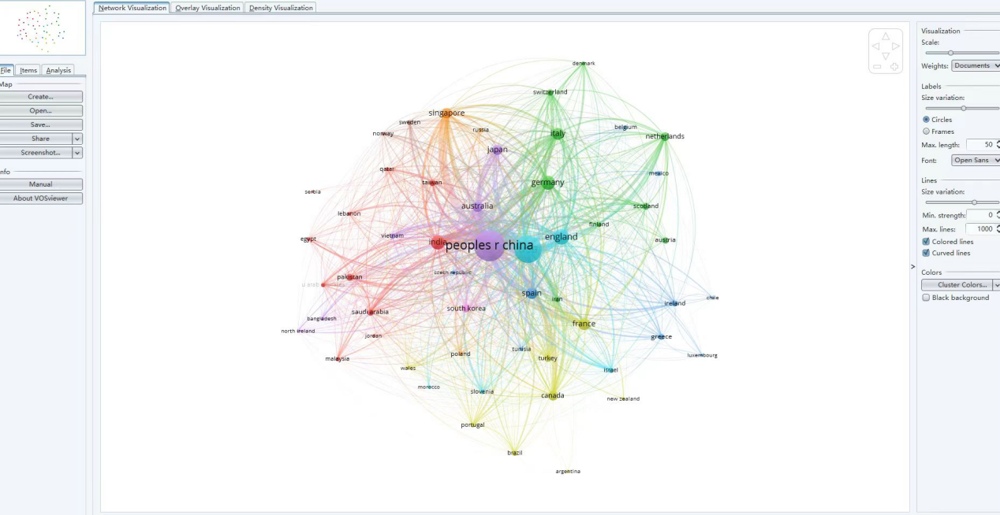 Network Visualization Overlay Visualization Density Visualization
File Items Analysis
Map
Create...
Open...
Save...
Share
Screenshot...
Info
Manual
About VOSviewer
denmark
switzerland
singapore
sweden
russia
belgium
norway
italy
netherlands
japan
qatar
mexico
taiwan
germany
serbia
australia
scotland
lebanon
finland
vietnam
england
egypt
india
austria
peoples r china
czech republic
pakistan
u arab emirates
spain
iran
chile
ireland
south korea
saudi arabia
bangladesh
france
north ireland
jordan
greece
tunisia
poland
luxembourg
malaysia
turkey
wales
israel
morocco
slovenia
canada
new zealand
portugal
brazil
argentina
Visualization
Scale:
Weights: Documents
Labels
Size variation:
Circles
Frames
Max. length: 50
Font: Open Sans
Lines
Size variation:
Min. strength: 0
Max. lines: 1000
Colored lines
Curved lines
>
Colors
Cluster Colors...
Black background